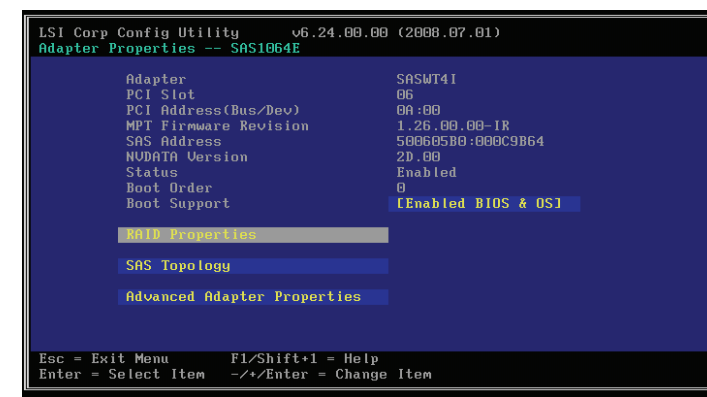 LSI Corp Config Utility v6.24.00.00 (2008.07.01)
Adapter Properties -- SAS1064E
Adapter SASWT4I
PCI Slot 06
PCI Address(Bus/Dev) 0A:00
MPT Firmware Revision 1.26.00.00-IR
SAS Address 500605B0:000C9B64
NVDATA Version 2D.00
Status Enabled
Boot Order 0
Boot Support [Enabled BIOS & OS]
RAID Properties
SAS Topology
Advanced Adapter Properties
Esc = Exit Menu F1/Shift+1 = Help
Enter = Select Item -/+/Enter = Change Item